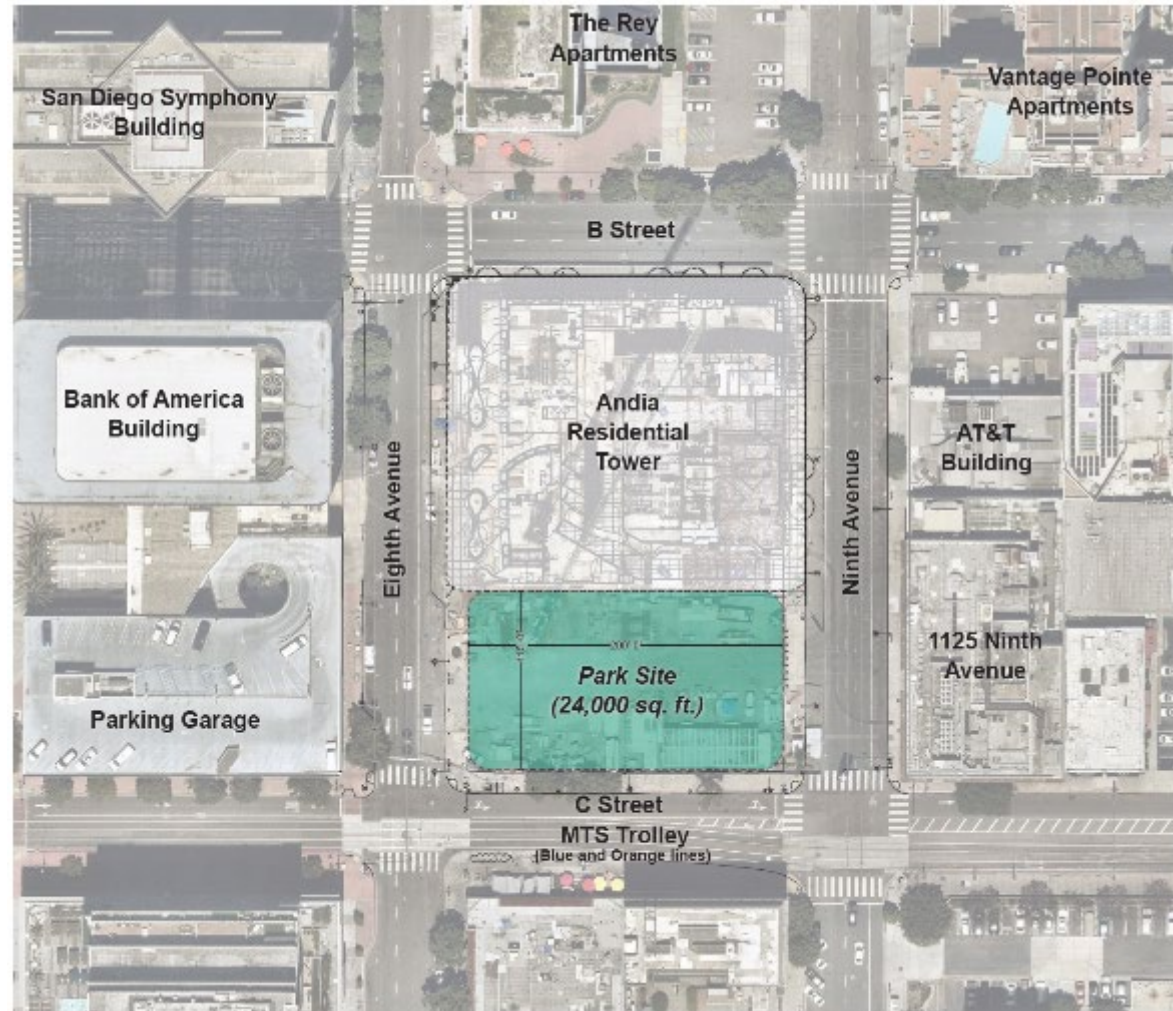 The Rey
Apartments
San Diego Symphony
Building
Vantage Pointe
Apartments
B Street
Bank of America
Building
Andia
Residential
Tower
AT&T
Building
Eighth Avenue
Ninth Avenue
Park Site
(24,000 sq. ft.)
1125 Ninth
Avenue
Parking Garage
C Street
MTS Trolley
(Blue and Orange lines)